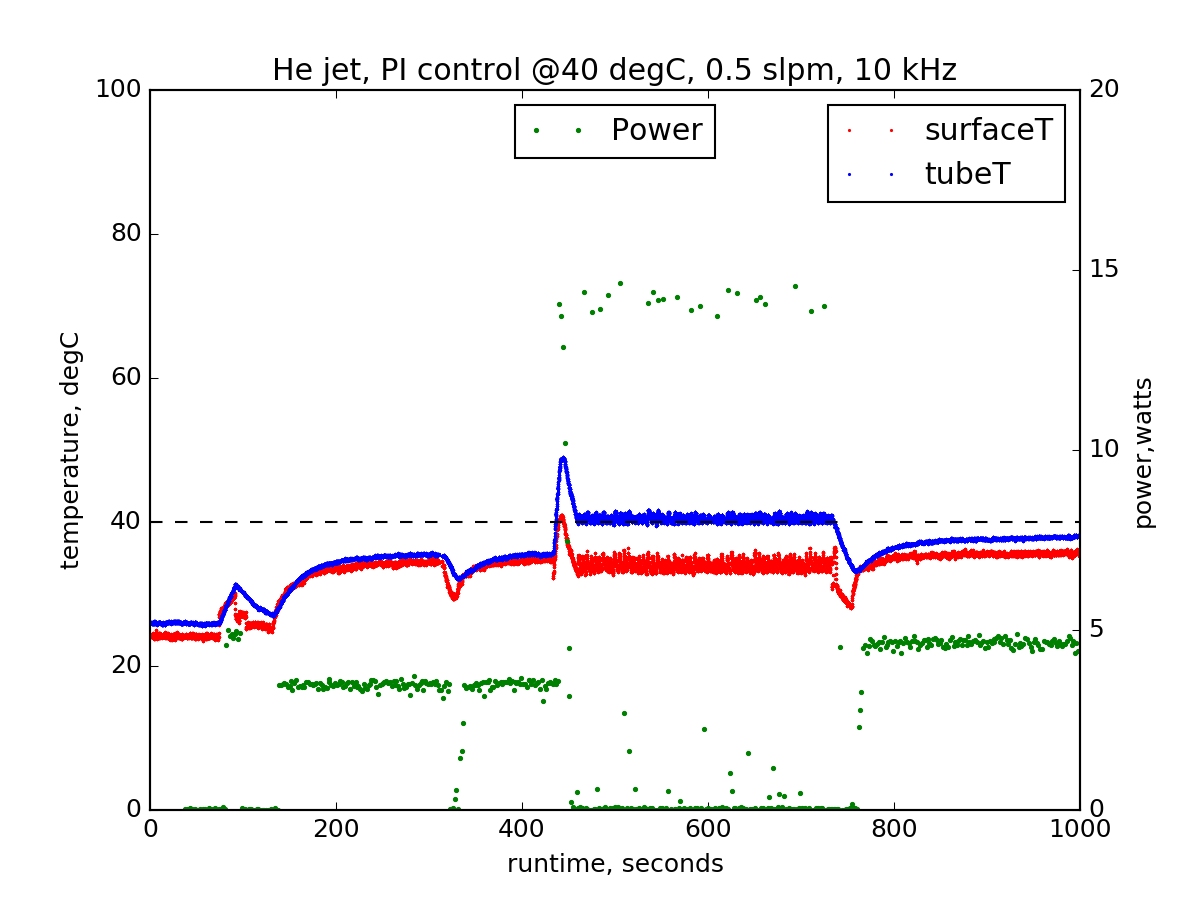 He jet, PI control @40 degC, 0.5 slpm, 10 kHz
Power
surfaceT
tubeT
temperature, degC
100
80
60
40
20
0
20
15
10
5
0
power,watts
0 200 400 600 800 1000
runtime, seconds